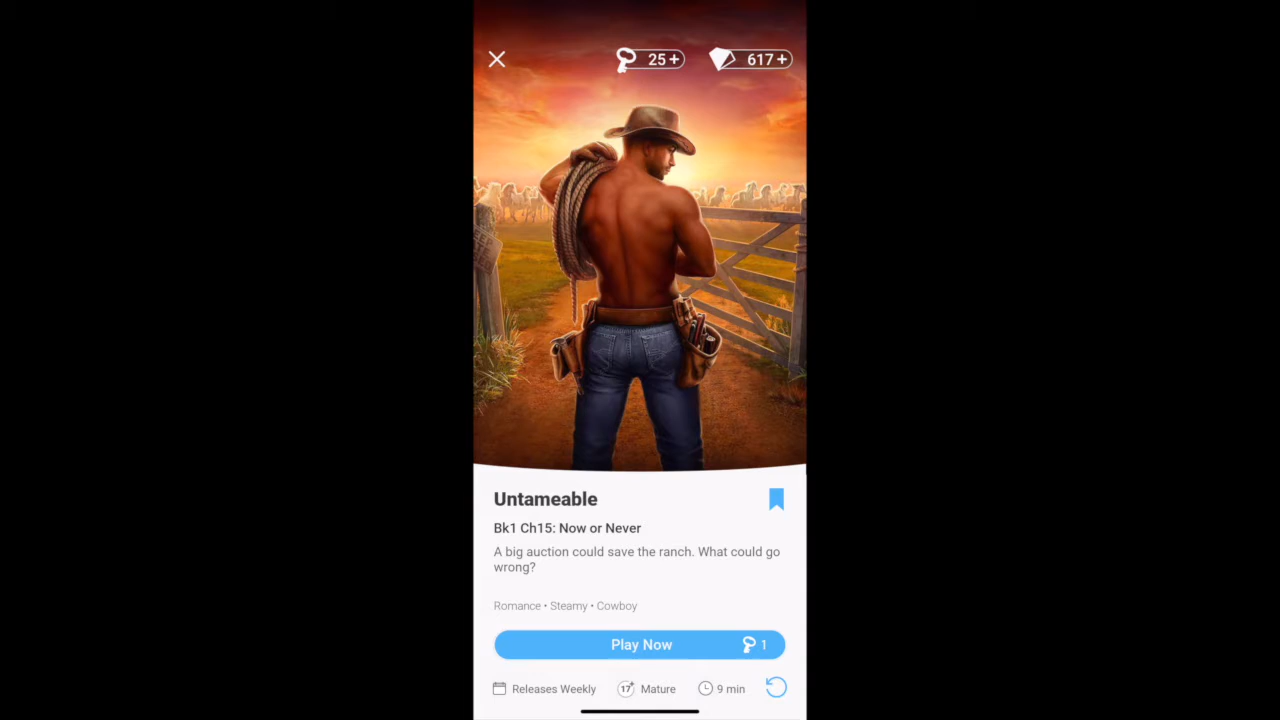 25+
617+
Untameable
Bk1 Ch15: Now or Never
A big auction could save the ranch. What could go
wrong?
Romance • Steamy • Cowboy
Play Now 1
Releases Weekly 17+ Mature 9 min